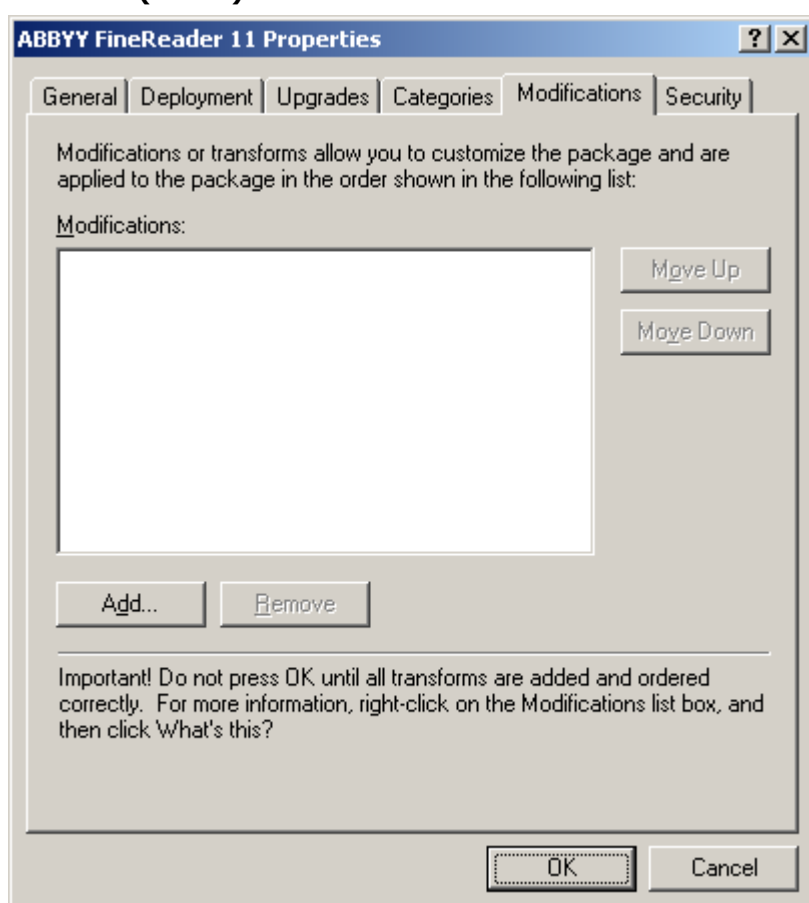 ABBYY FineReader 11 Properties
General Deployment Upgrades Categories Modifications Security
Modifications or transforms allow you to customize the package and are
applied to the package in the order shown in the following list:
Modifications:
Move Up
Move Down
Add... Remove
Important! Do not press OK until all transforms are added and ordered
correctly. For more information, right-click on the Modifications list box, and
then click What's this?
OK Cancel